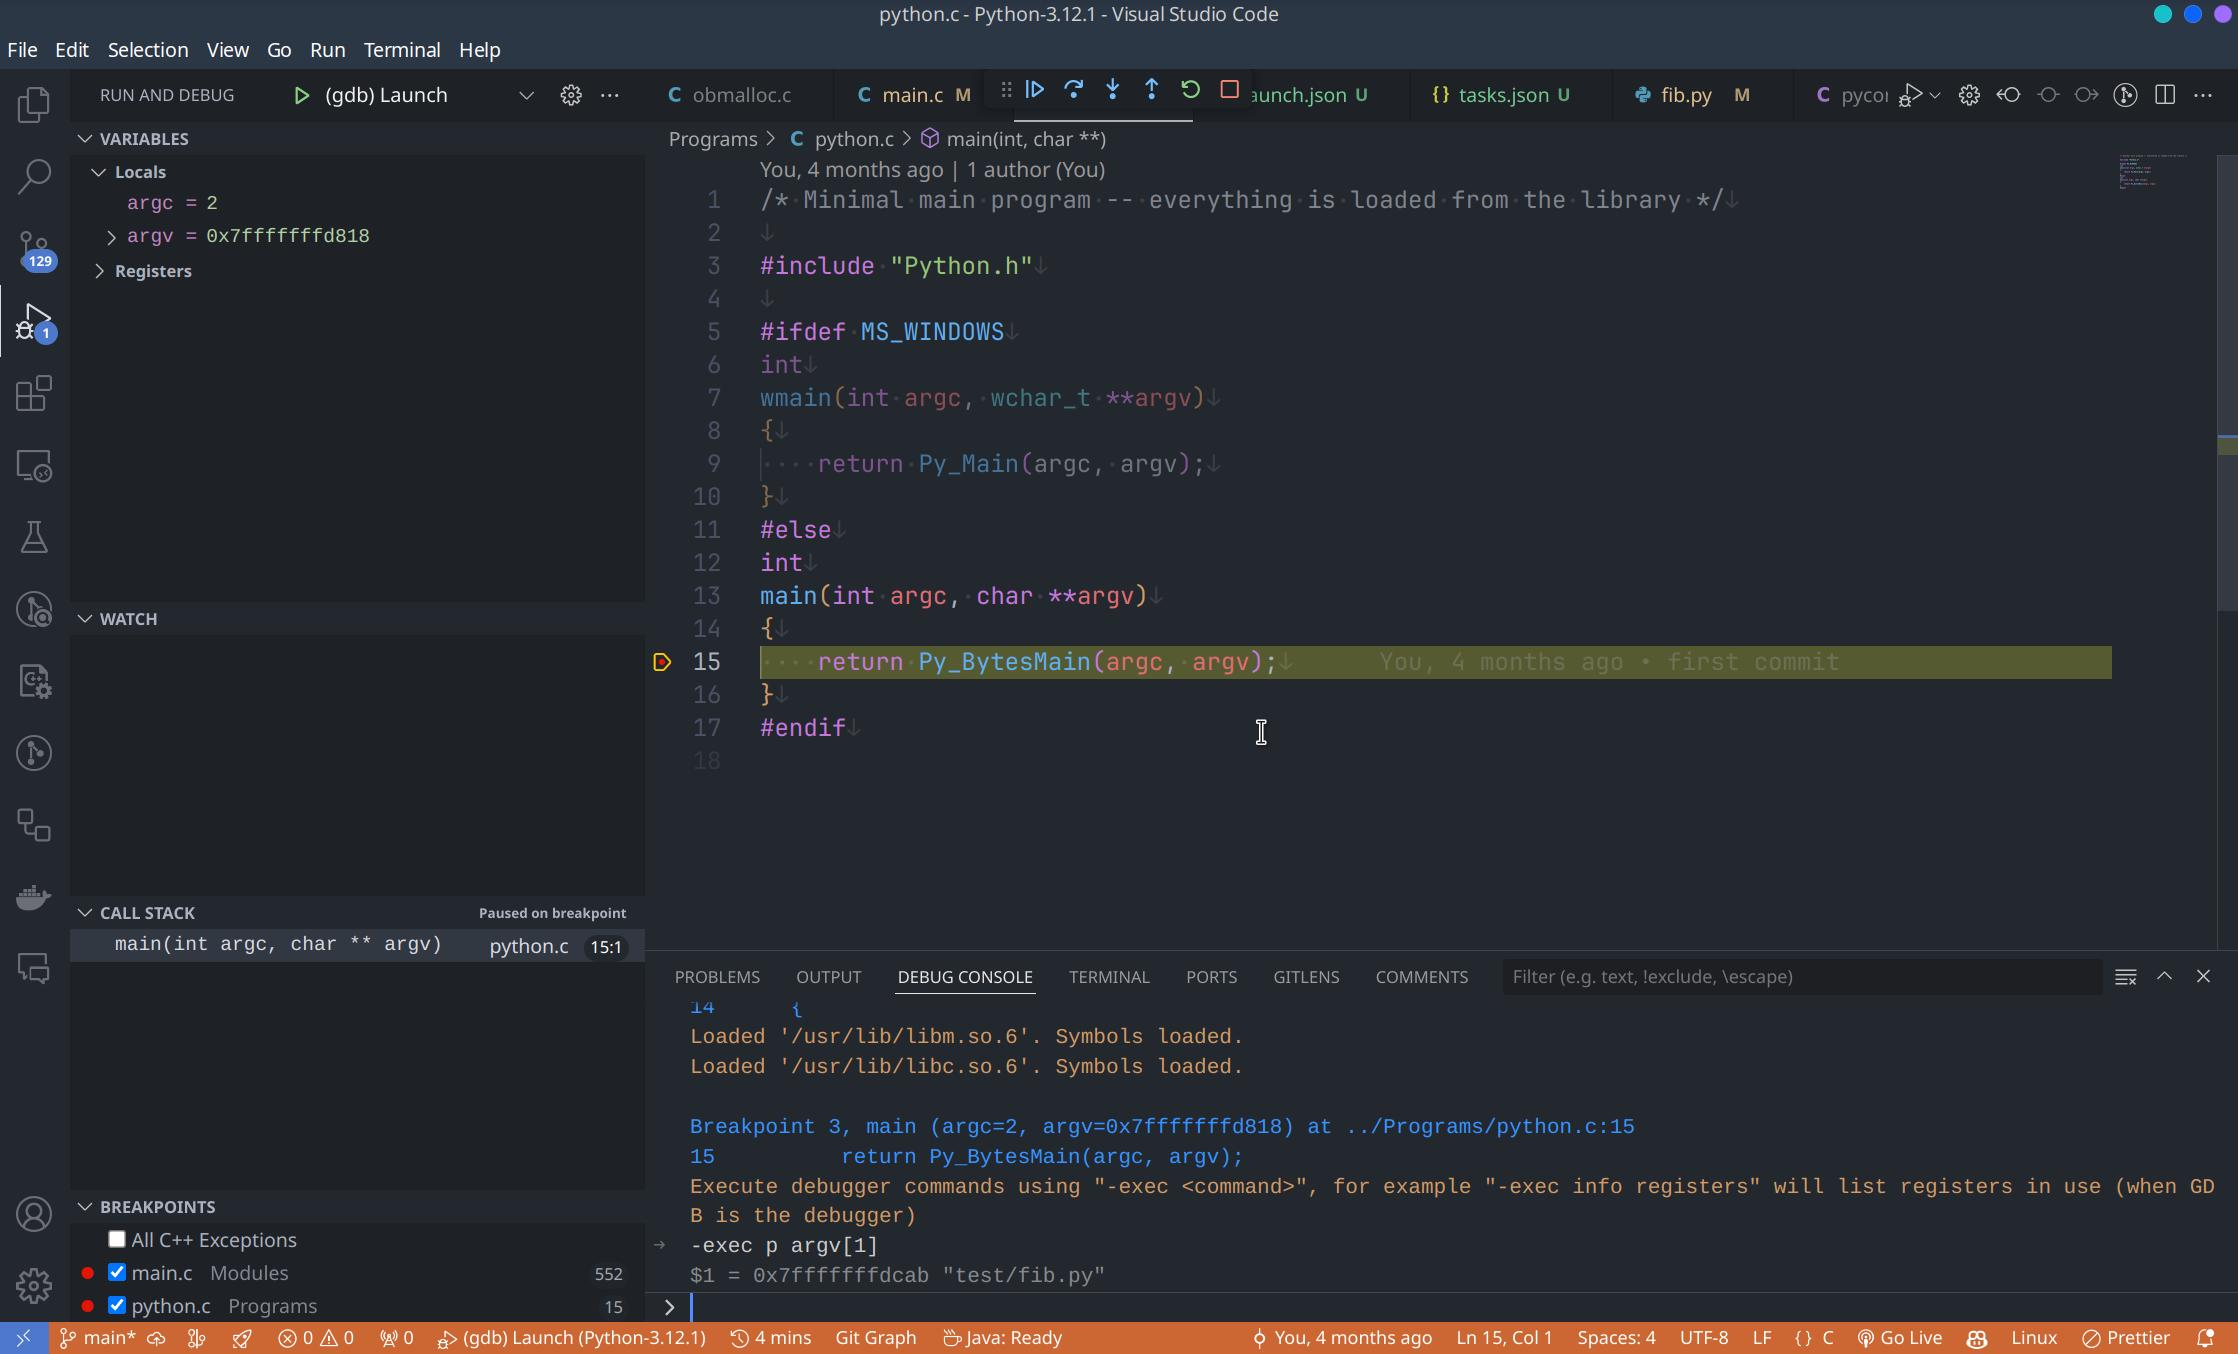 python.c - Python-3.12.1 - Visual Studio Code
File Edit Selection View Go Run Terminal Help
RUN AND DEBUG (gdb) Launch
obmalloc.c main.c M aunch.json U tasks.json U fib.py M pycor
VARIABLES
Locals
argc = 2
argv = 0x7fffffffd818
Registers
129
1
WATCH
CALL STACK Paused on breakpoint
main(int argc, char ** argv) python.c 15:1
BREAKPOINTS
All C++ Exceptions
main.c Modules 552
python.c Programs 15
Programs > C python.c > main(int, char **)
You, 4 months ago | 1 author (You)
1 /* Minimal main program -- everything is loaded from the library */
2
3 #include "Python.h"
4
5 #ifdef MS_WINDOWS
6 int
7 wmain(int argc, wchar_t **argv)
8 {
9 return Py_Main(argc, argv);
10 }
11 #else
12 int
13 main(int argc, char **argv)
14 {
15 return Py_BytesMain(argc, argv); You, 4 months ago • first commit
16 }
17 #endif
18
PROBLEMS OUTPUT DEBUG CONSOLE TERMINAL PORTS GITLENS COMMENTS Filter (e.g. text, !exclude, \escape)
14 {
Loaded '/usr/lib/libm.so.6'. Symbols loaded.
Loaded '/usr/lib/libc.so.6'. Symbols loaded.
Breakpoint 3, main (argc=2, argv=0x7fffffffd818) at ../Programs/python.c:15
15 return Py_BytesMain(argc, argv);
Execute debugger commands using "-exec <command>", for example "-exec info registers" will list registers in use (when GD
B is the debugger)
-exec p argv[1]
$1 = 0x7fffffffdcab "test/fib.py"
main* 0 0 0 (gdb) Launch (Python-3.12.1) 4 mins Git Graph Java: Ready You, 4 months ago Ln 15, Col 1 Spaces: 4 UTF-8 LF {} C Go Live Linux Prettier